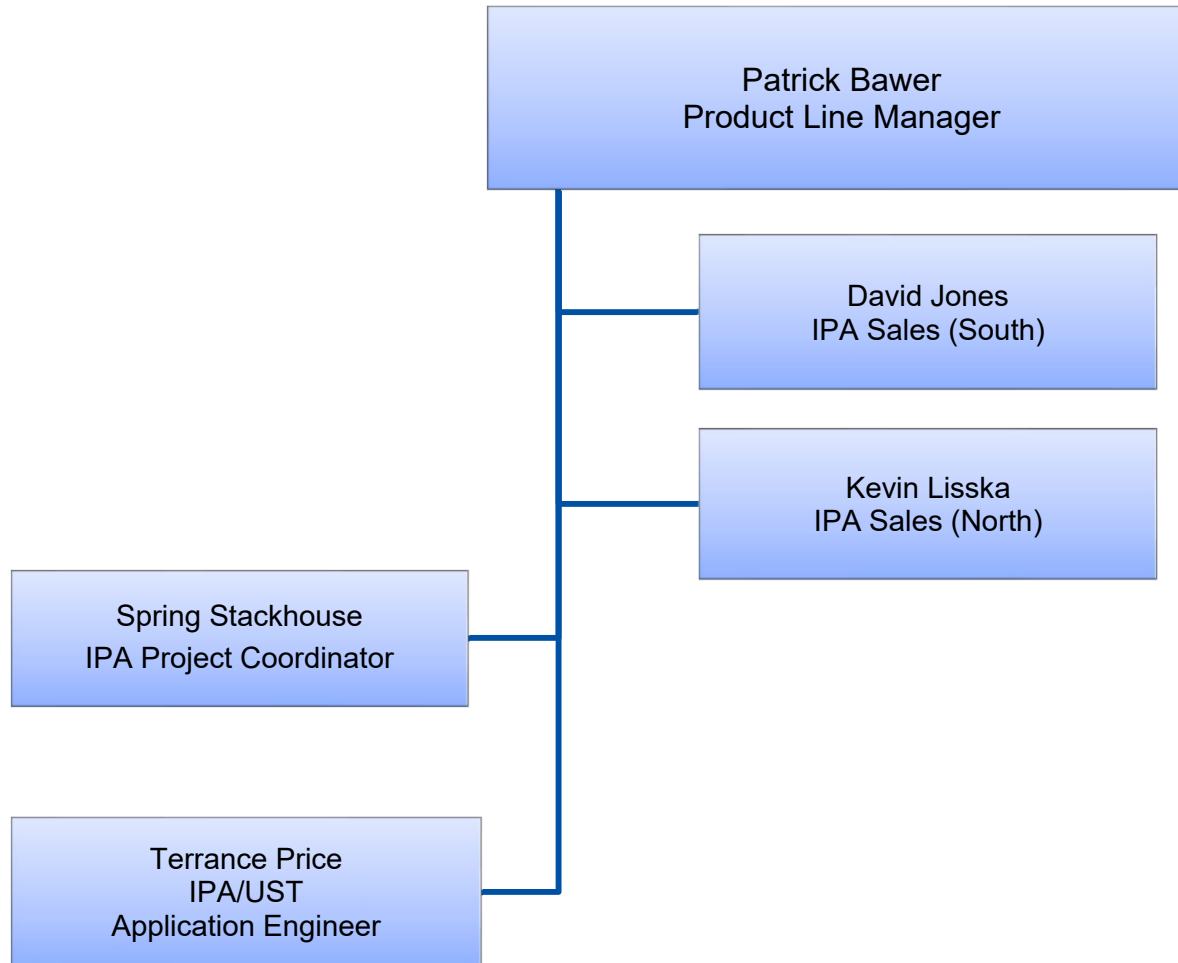 Patrick Bawer
Product Line Manager
David Jones
IPA Sales (South)
Kevin Lisska
IPA Sales (North)
Spring Stackhouse
IPA Project Coordinator
Terrance Price
IPA/UST
Application Engineer